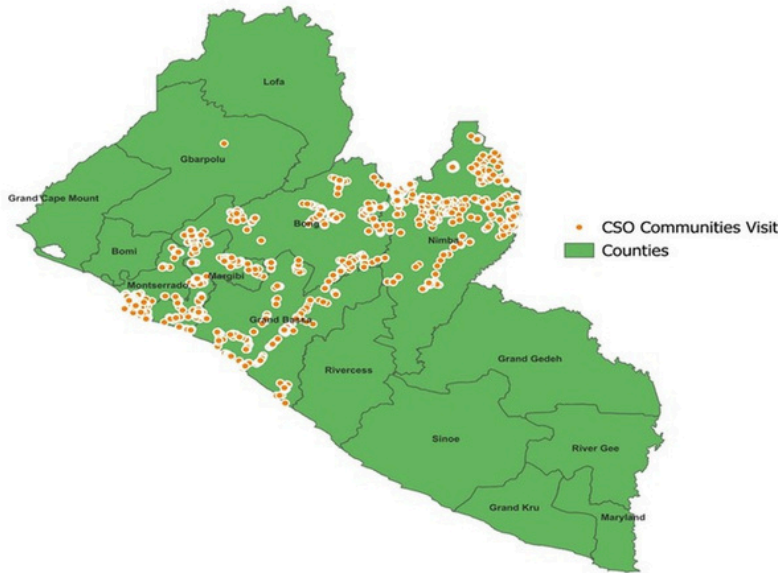 Lofa
Gbarpolu
Grand Cape Mount
Bong
Bomi
Nimba
CSO Communities Visit
Counties
Margibi
Montserrado
Grand Bassa
Rivercess
Grand Gedeh
Sinoe
River Gee
Grand Kru
Maryland